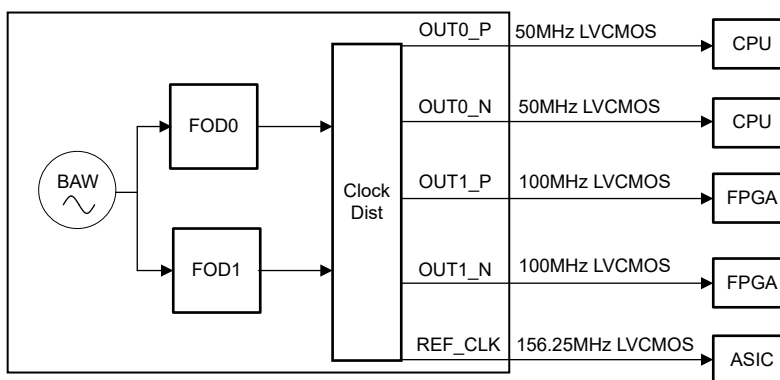 OUT0_P 50MHz LVCMOS
CPU
FOD0
OUT0_N 50MHz LVCMOS
CPU
BAW
Clock
Dist
OUT1_P 100MHz LVCMOS
FPGA
FOD1
OUT1_N 100MHz LVCMOS
FPGA
REF_CLK 156.25MHz LVCMOS
ASIC